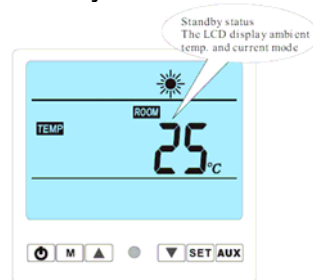 Standby status
The LCD display ambient
temp. and current mode
ROOM
TEMP
25°C
M
SET AUX